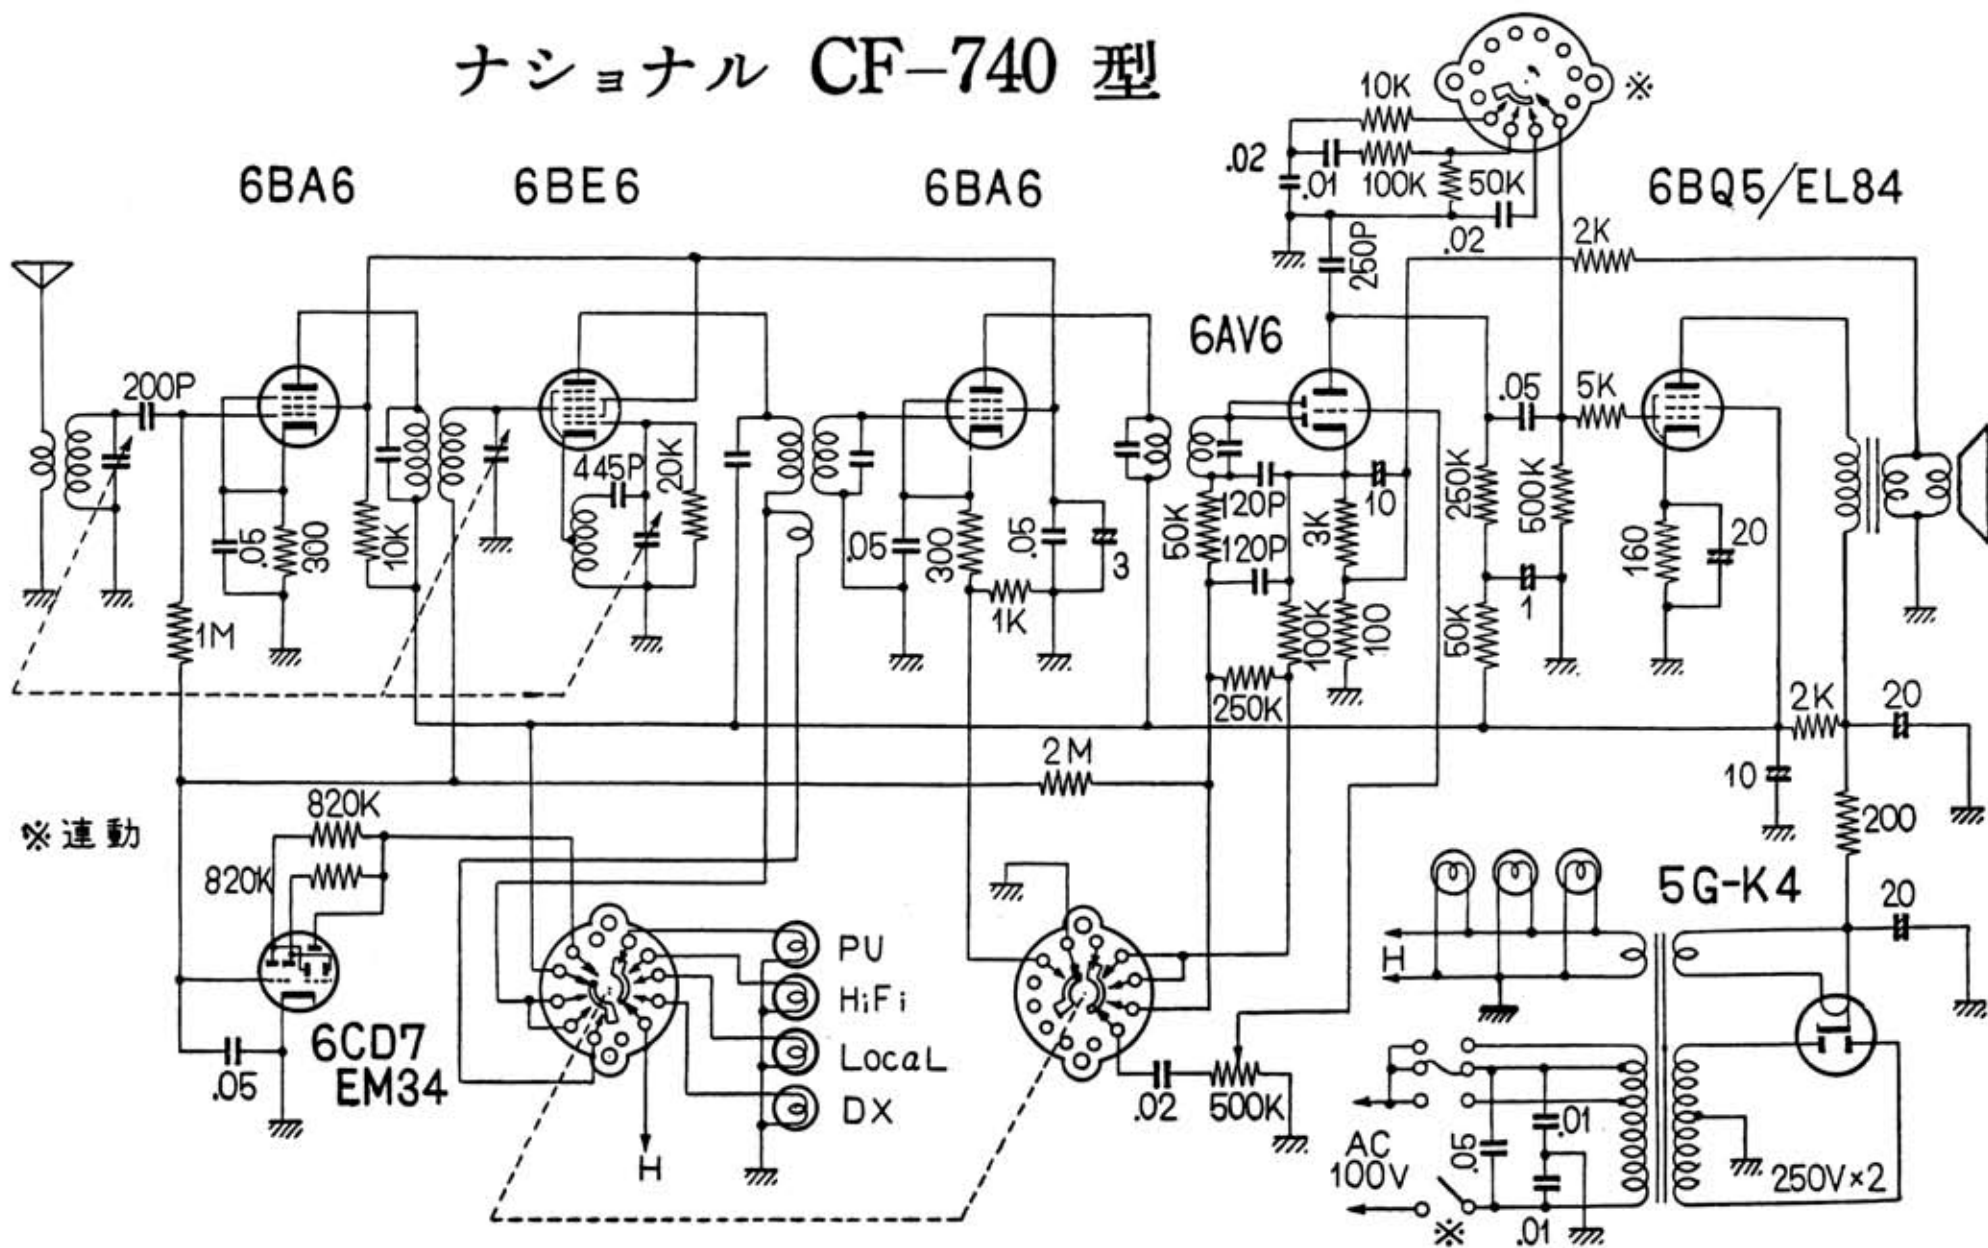 ナショナル CF-740 型
※
10K
.02
.01
100K
50K
.02
6BA6
6BE6
6BA6
6BQ5/EL84
2K
250P
6AV6
200P
.05
5K
445P
20K
120P
10
250K
500K
.05
300
10K
.05
300
.05
3
50K
120P
3K
160
20
1M
1K
100K
100
50K
1
250K
2K
20
2M
10
※連動
820K
820K
200
5G-K4
20
PU
H
HiFi
6CD7
EM34
LocaL
.05
DX
.02
500K
H
AC
100V
.05
.01
250V×2
※
.01